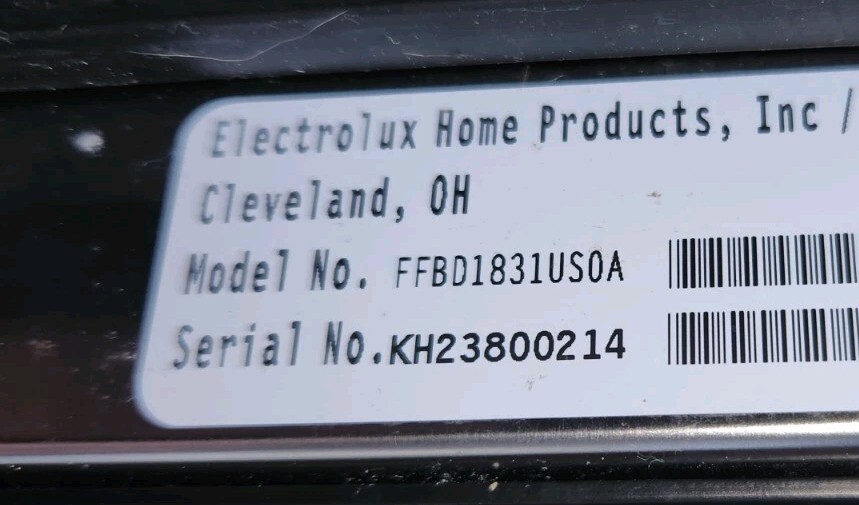 Electrolux Home Products, Inc /
Cleveland, OH
Model No. FFBD1831US0A
Serial No.KH23800214